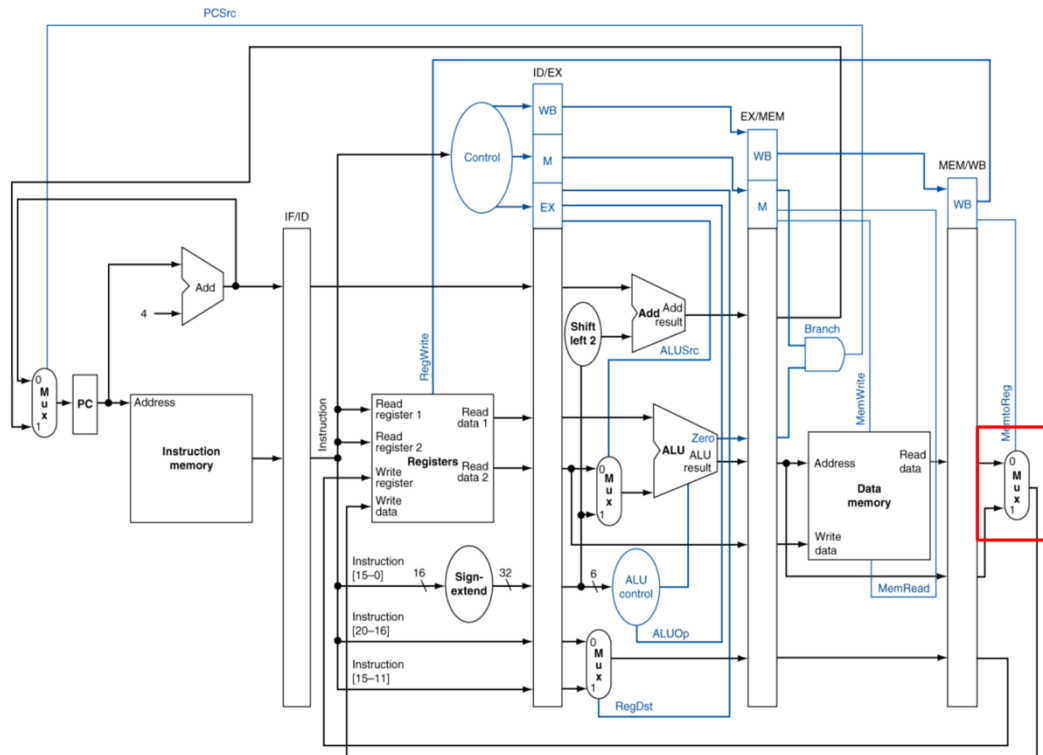 PCSrc
ID/EX
WB
EX/MEM
Control
M
WB
MEM/WB
EX
M
WB
IF/ID
Add
4
Add
Add
result
Shift
left 2
Branch
ALUSrc
RegWrite
MemWrite
MemtoReg
0
M
u
x
1
PC
Address
Instruction
memory
Instruction
Read
register 1
Read
data 1
Read
register 2
Registers
Read
data 2
Write
register
Write
data
0
M
u
x
1
Zero
ALU
ALU
result
Address
Read
data
Data
memory
Write
data
0
M
u
x
1
Instruction
[15–0]
16
Sign-
extend
32
6
ALU
control
MemRead
Instruction
[20–16]
ALUOp
0
M
u
x
1
Instruction
[15–11]
RegDst